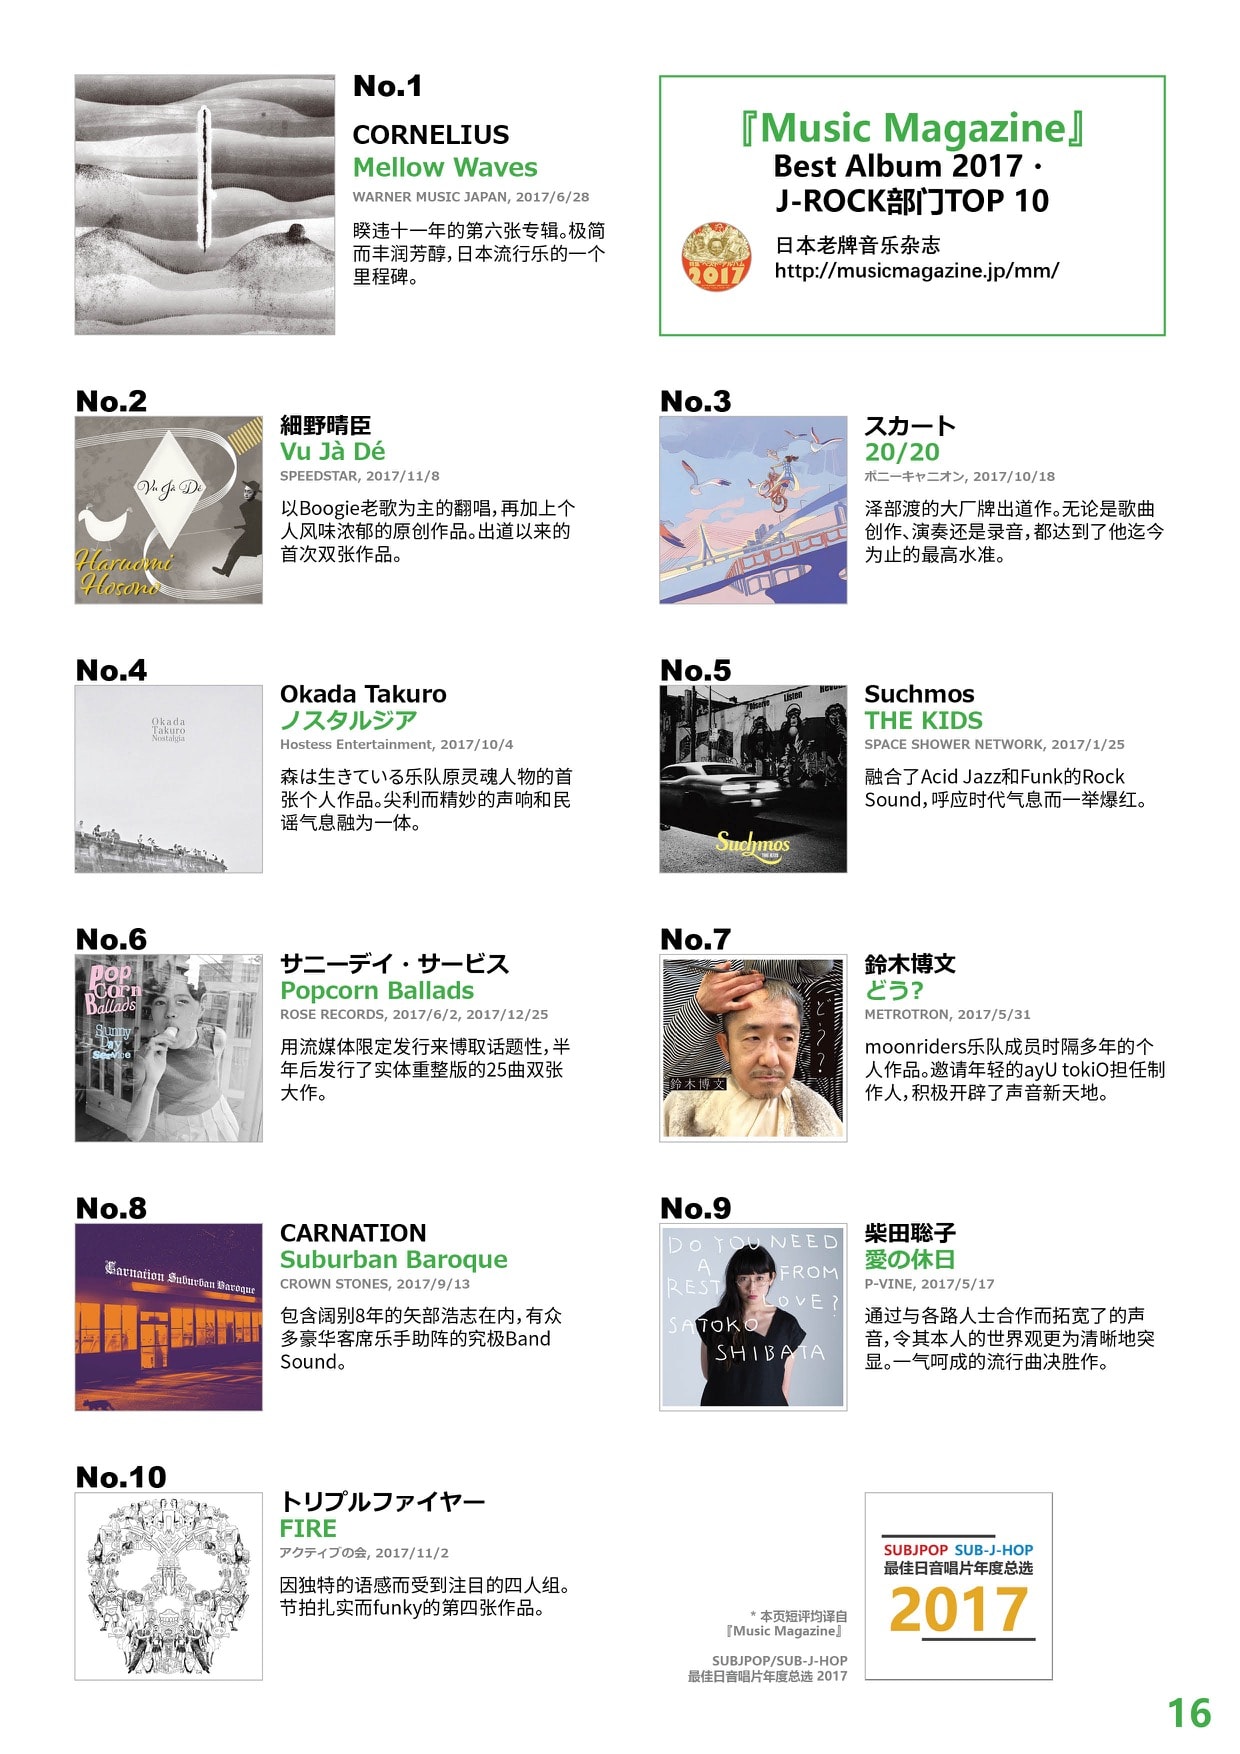 No.1
CORNELIUS
Mellow Waves
WARNER MUSIC JAPAN, 2017/6/28
睽违十一年的第六张专辑。极简
而丰润芳醇，日本流行乐的一个
里程碑。
『Music Magazine』
Best Album 2017・
J-ROCK部门TOP 10
2017
日本老牌音乐杂志
http://musicmagazine.jp/mm/
No.2
Vu Jà Dé
Haruomi
Hosono
細野晴臣
Vu Jà Dé
SPEEDSTAR, 2017/11/8
以Boogie老歌为主的翻唱，再加上个
人风味浓郁的原创作品。出道以来的
首次双张作品。
No.3
スカート
20/20
ポニーキャニオン, 2017/10/18
泽部渡的大厂牌出道作。无论是歌曲
创作、演奏还是录音，都达到了他迄今
为止的最高水准。
No.4
Okada
Takuro
Nostalgia
Okada Takuro
ノスタルジア
Hostess Entertainment, 2017/10/4
森は生きている乐队原灵魂人物的首
张个人作品。尖利而精妙的声响和民
谣气息融为一体。
No.5
Observe
Listen
Suchmos
THE KIDS
Suchmos
THE KIDS
SPACE SHOWER NETWORK, 2017/1/25
融合了Acid Jazz和Funk的Rock
Sound，呼应时代气息而一举爆红。
No.6
Pop
Corn
Ballads
Sunny
Day
Service
サニーデイ・サービス
Popcorn Ballads
ROSE RECORDS, 2017/6/2, 2017/12/25
用流媒体限定发行来博取话题性，半
年后发行了实体重整版的25曲双张
大作。
No.7
どう？
鈴木博文
鈴木博文
どう?
METROTRON, 2017/5/31
moonriders乐队成员时隔多年的个
人作品。邀请年轻的ayU tokiO担任制
作人，积极开辟了声音新天地。
No.8
Carnation Suburban Baroque
CARNATION
Suburban Baroque
CROWN STONES, 2017/9/13
包含阔别8年的矢部浩志在内，有众
多豪华客席乐手助阵的究极Band
Sound。
No.9
DO YOU NEED
A
REST FROM
LOVE?
SATOKO
SHIBATA
柴田聡子
愛の休日
P-VINE, 2017/5/17
通过与各路人士合作而拓宽了的声
音，令其本人的世界观更为清晰地突
显。一气呵成的流行曲决胜作。
No.10
トリプルファイヤー
FIRE
アクティブの会, 2017/11/2
因独特的语感而受到注目的四人组。
节拍扎实而funky的第四张作品。
* 本页短评均译自
『Music Magazine』
SUBJPOP/SUB-J-HOP
最佳日音唱片年度总选 2017
SUBJPOP SUB-J-HOP
最佳日音唱片年度总选
2017
16